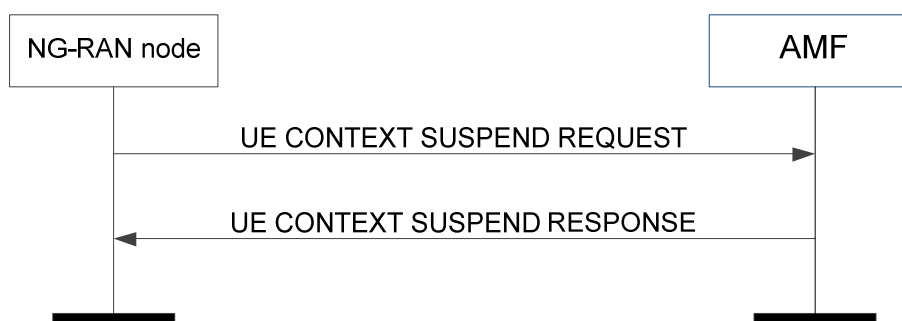 NG-RAN node
AMF
UE CONTEXT SUSPEND REQUEST
UE CONTEXT SUSPEND RESPONSE